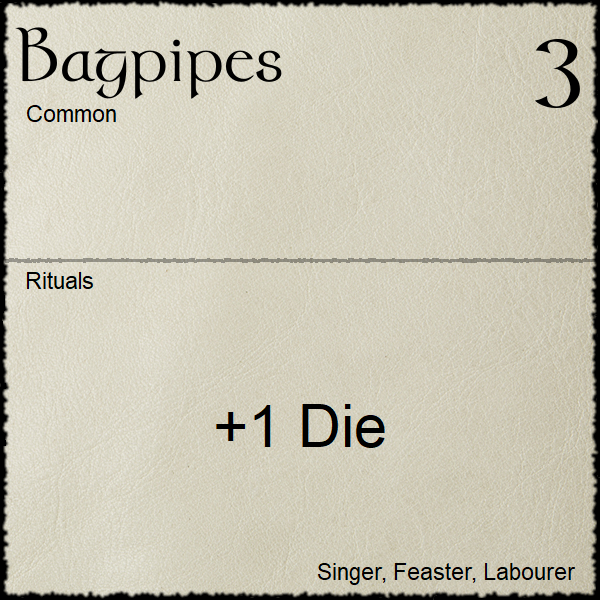 Bagpipes 3
Common
Rituals
+1 Die
Singer, Feaster, Labourer